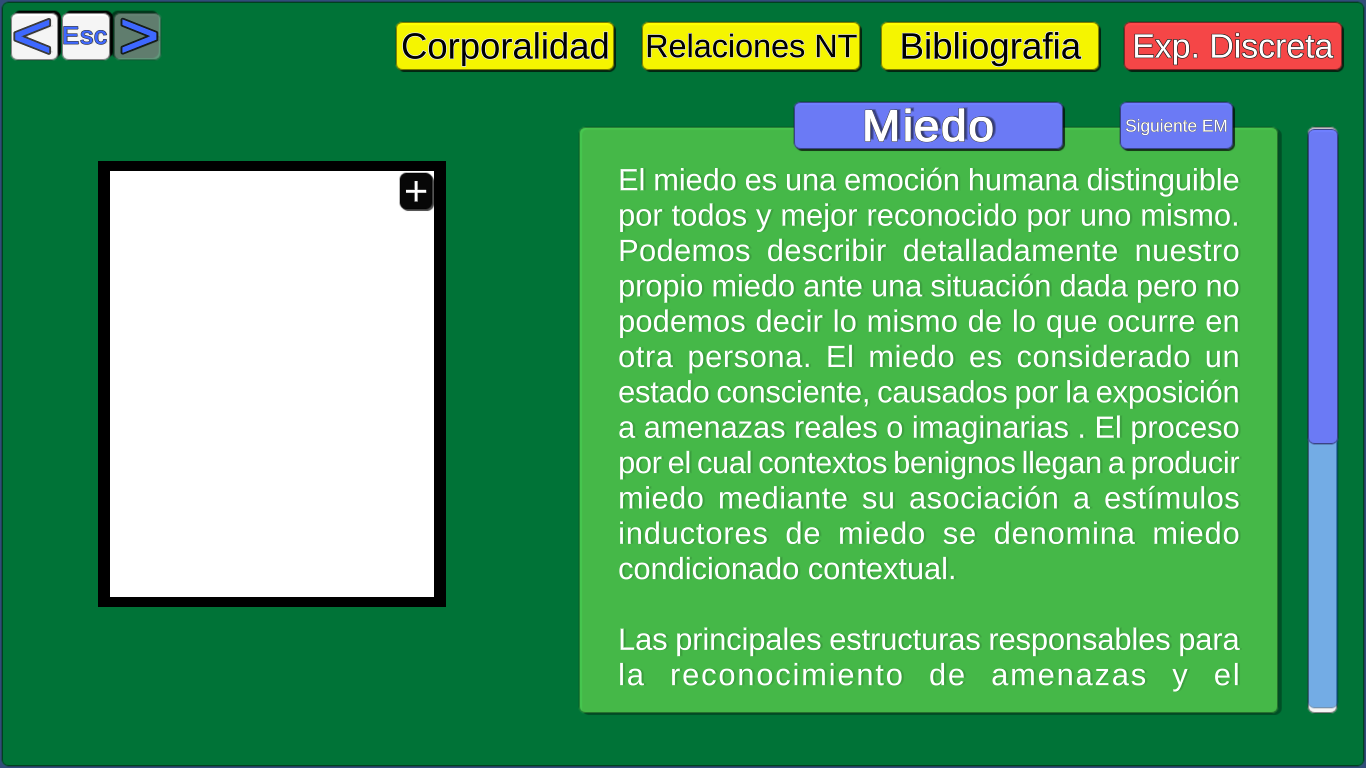 < Esc >
Corporalidad Relaciones NT Bibliografia Exp. Discreta
Miedo Siguiente EM
+
El miedo es una emoción humana distinguible
por todos y mejor reconocido por uno mismo.
Podemos describir detalladamente nuestro
propio miedo ante una situación dada pero no
podemos decir lo mismo de lo que ocurre en
otra persona. El miedo es considerado un
estado consciente, causados por la exposición
a amenazas reales o imaginarias . El proceso
por el cual contextos benignos llegan a producir
miedo mediante su asociación a estímulos
inductores de miedo se denomina miedo
condicionado contextual.
Las principales estructuras responsables para
la reconocimiento de amenazas y el